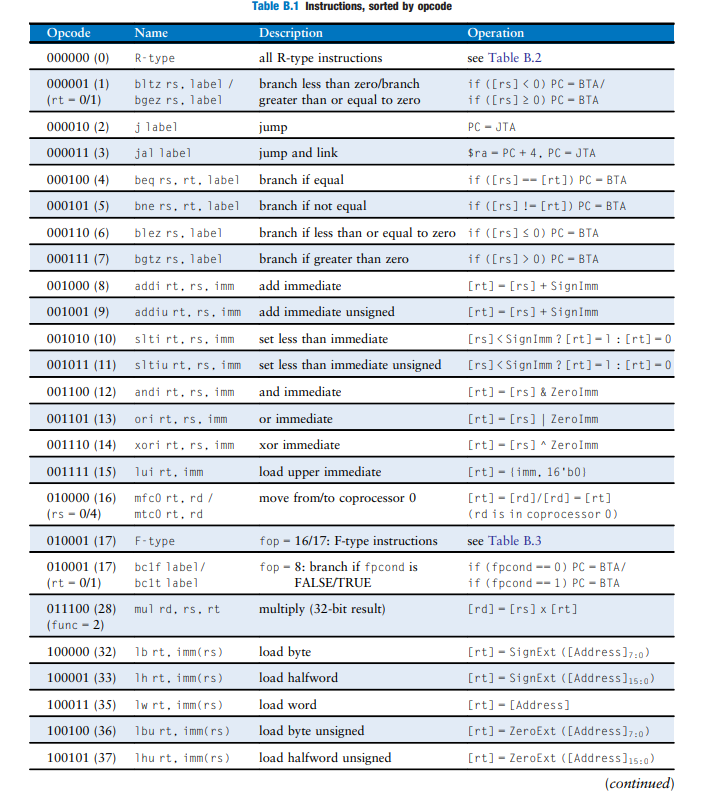 Table B.1 Instructions, sorted by opcode
Opcode Name Description Operation
000000 (0) R-type all R-type instructions see Table B.2
000001 (1) bltz rs, label / branch less than zero/branch if ([rs] < 0) PC = BTA/
(rt = 0/1) bgez rs, label greater than or equal to zero if ([rs] ≥ 0) PC = BTA
000010 (2) j label jump PC = JTA
000011 (3) jal label jump and link $ra = PC + 4, PC = JTA
000100 (4) beq rs, rt, label branch if equal if ([rs] == [rt]) PC = BTA
000101 (5) bne rs, rt, label branch if not equal if ([rs] != [rt]) PC = BTA
000110 (6) blez rs, label branch if less than or equal to zero if ([rs] ≤ 0) PC = BTA
000111 (7) bgtz rs, label branch if greater than zero if ([rs] > 0) PC = BTA
001000 (8) addi rt, rs, imm add immediate [rt] = [rs] + SignImm
001001 (9) addiu rt, rs, imm add immediate unsigned [rt] = [rs] + SignImm
001010 (10) slti rt, rs, imm set less than immediate [rs] < SignImm ? [rt] = 1 : [rt] = 0
001011 (11) sltiu rt, rs, imm set less than immediate unsigned [rs] < SignImm ? [rt] = 1 : [rt] = 0
001100 (12) andi rt, rs, imm and immediate [rt] = [rs] & ZeroImm
001101 (13) ori rt, rs, imm or immediate [rt] = [rs] | ZeroImm
001110 (14) xori rt, rs, imm xor immediate [rt] = [rs] ^ ZeroImm
001111 (15) lui rt, imm load upper immediate [rt] = {imm, 16'b0}
010000 (16) mfc0 rt, rd / move from/to coprocessor 0 [rt] = [rd]/[rd] = [rt]
(rs = 0/4) mtc0 rt, rd (rd is in coprocessor 0)
010001 (17) F-type fop = 16/17: F-type instructions see Table B.3
010001 (17) bc1f label/ fop = 8: branch if fpcond is if (fpcond == 0) PC = BTA/
(rt = 0/1) bc1t label FALSE/TRUE if (fpcond == 1) PC = BTA
011100 (28) mul rd, rs, rt multiply (32-bit result) [rd] = [rs] x [rt]
(func = 2)
100000 (32) lb rt, imm(rs) load byte [rt] = SignExt ([Address]7:0)
100001 (33) lh rt, imm(rs) load halfword [rt] = SignExt ([Address]15:0)
100011 (35) lw rt, imm(rs) load word [rt] = [Address]
100100 (36) lbu rt, imm(rs) load byte unsigned [rt] = ZeroExt ([Address]7:0)
100101 (37) lhu rt, imm(rs) load halfword unsigned [rt] = ZeroExt ([Address]15:0)
(continued)